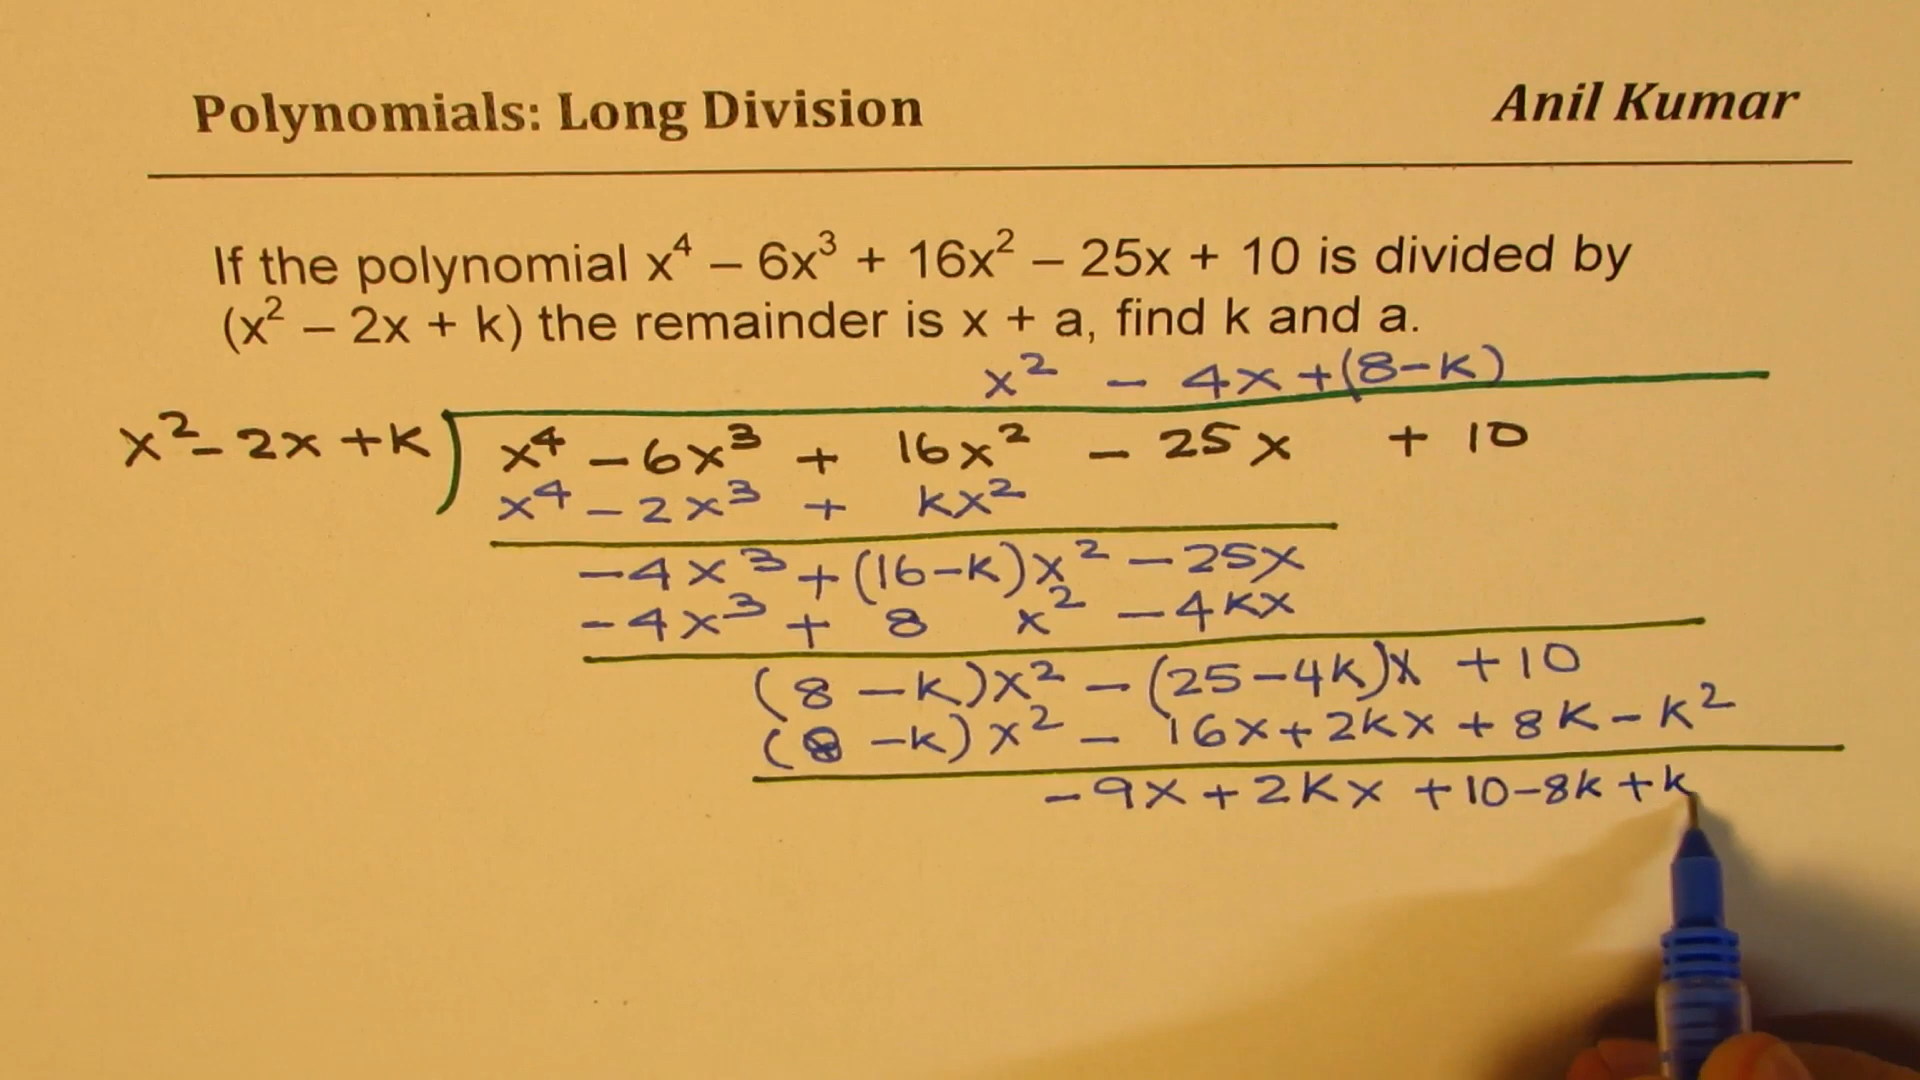 Polynomials: Long Division Anil Kumar
If the polynomial x⁴ – 6x³ + 16x² – 25x + 10 is divided by
(x² – 2x + k) the remainder is x + a, find k and a.
x² - 4x + (8-k)
x² - 2x + k ) x⁴ - 6x³ + 16x² - 25x + 10
x⁴ - 2x³ + kx²
-4x³ + (16-k)x² - 25x
-4x³ + 8 x² - 4kx
(8 - k)x² - (25-4k)x + 10
(8 - k)x² - 16x + 2kx + 8k - k²
-9x + 2kx + 10 - 8k + k